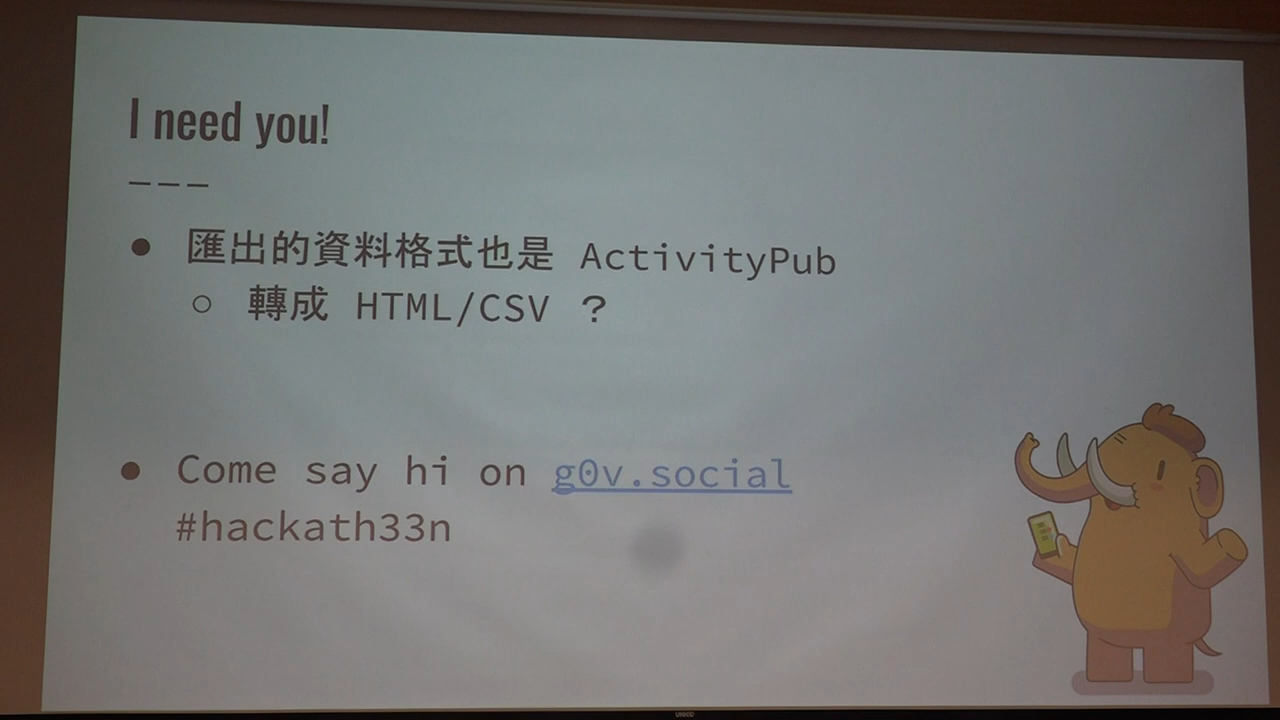 I need you!
---
● 匯出的資料格式也是 ActivityPub
○ 轉成 HTML/CSV ?
● Come say hi on g0v.social
#hackath33n